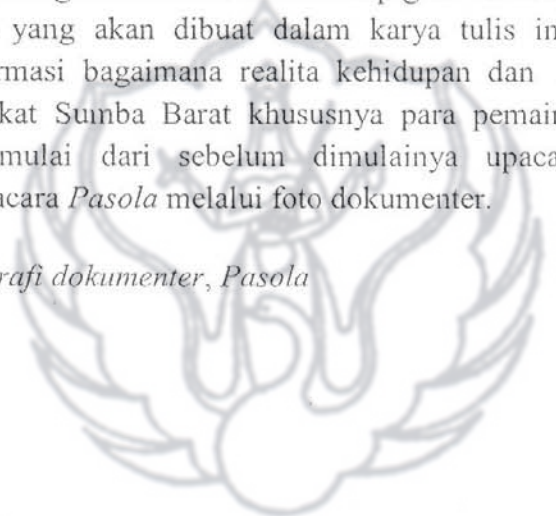 yang akan dibuat dalam karya tulis in
rmasi bagaimana realita kehidupan dan
kat Sumba Barat khususnya para pemain
mulai dari sebelum dimulainya upaca
acara Pasola melalui foto dokumenter.
rafi dokumenter, Pasola